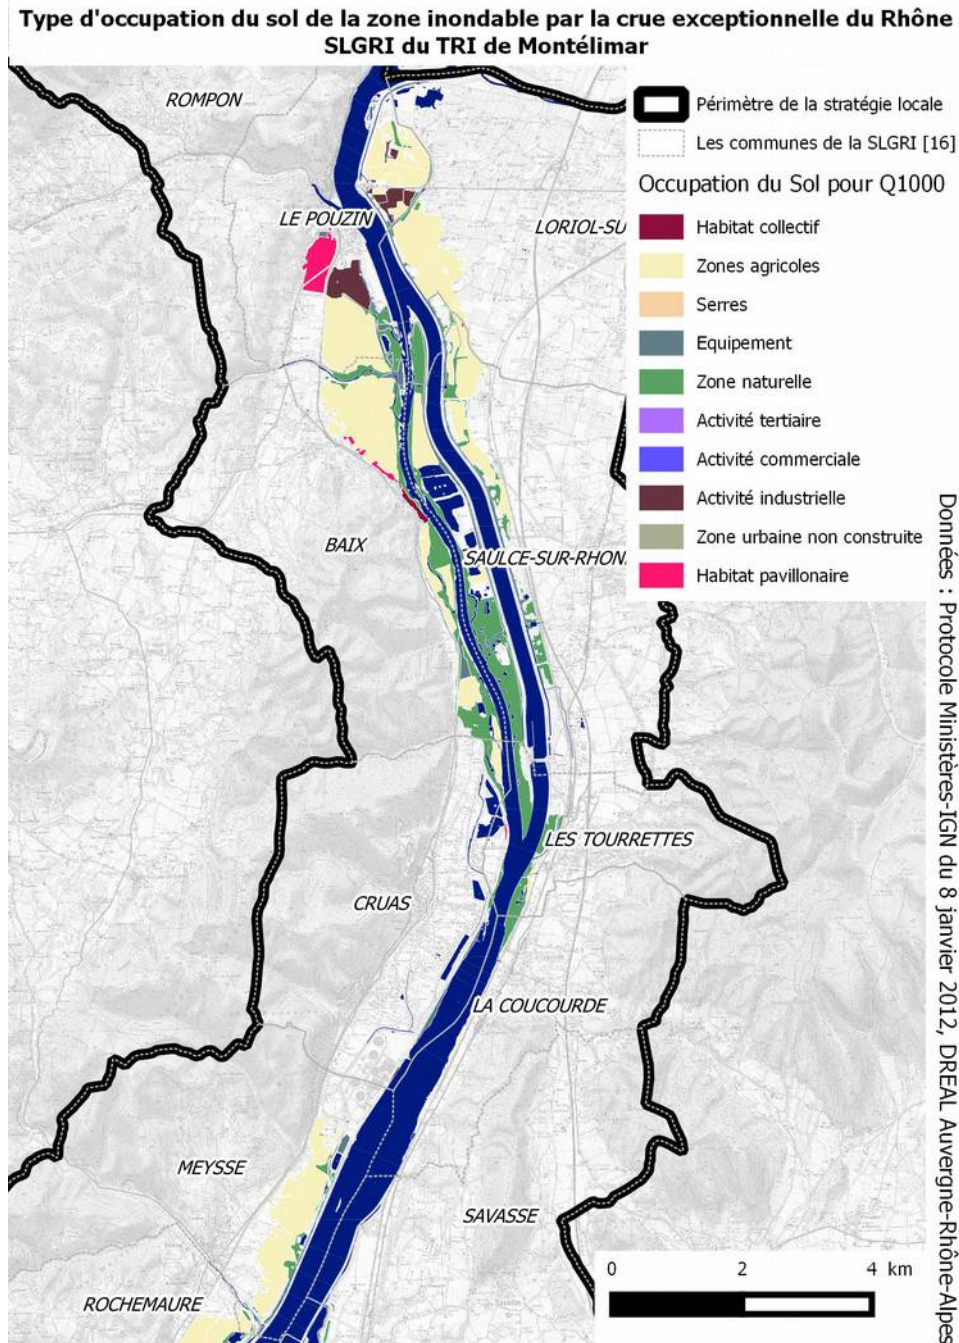 Type d'occupation du sol de la zone inondable par la crue exceptionnelle du Rhône
SLGRI du TRI de Montélimar
ROMPON
Périmètre de la stratégie locale
Les communes de la SLGRI [16]
Occupation du Sol pour Q1000
LE POUZIN
LORIOL-SU
Habitat collectif
Zones agricoles
Serres
Equipement
Zone naturelle
Activité tertiaire
Activité commerciale
Activité industrielle
Zone urbaine non construite
Habitat pavillonaire
BAIX
SAULCE-SUR-RHON
LES TOURRETTES
CRUAS
LA COUCOURDE
MEYSSE
SAVASSE
ROCHEMAURE
0 2 4 km
Données : Protocole Ministères-IGN du 8 janvier 2012, DREAL Auvergne-Rhône-Alpes